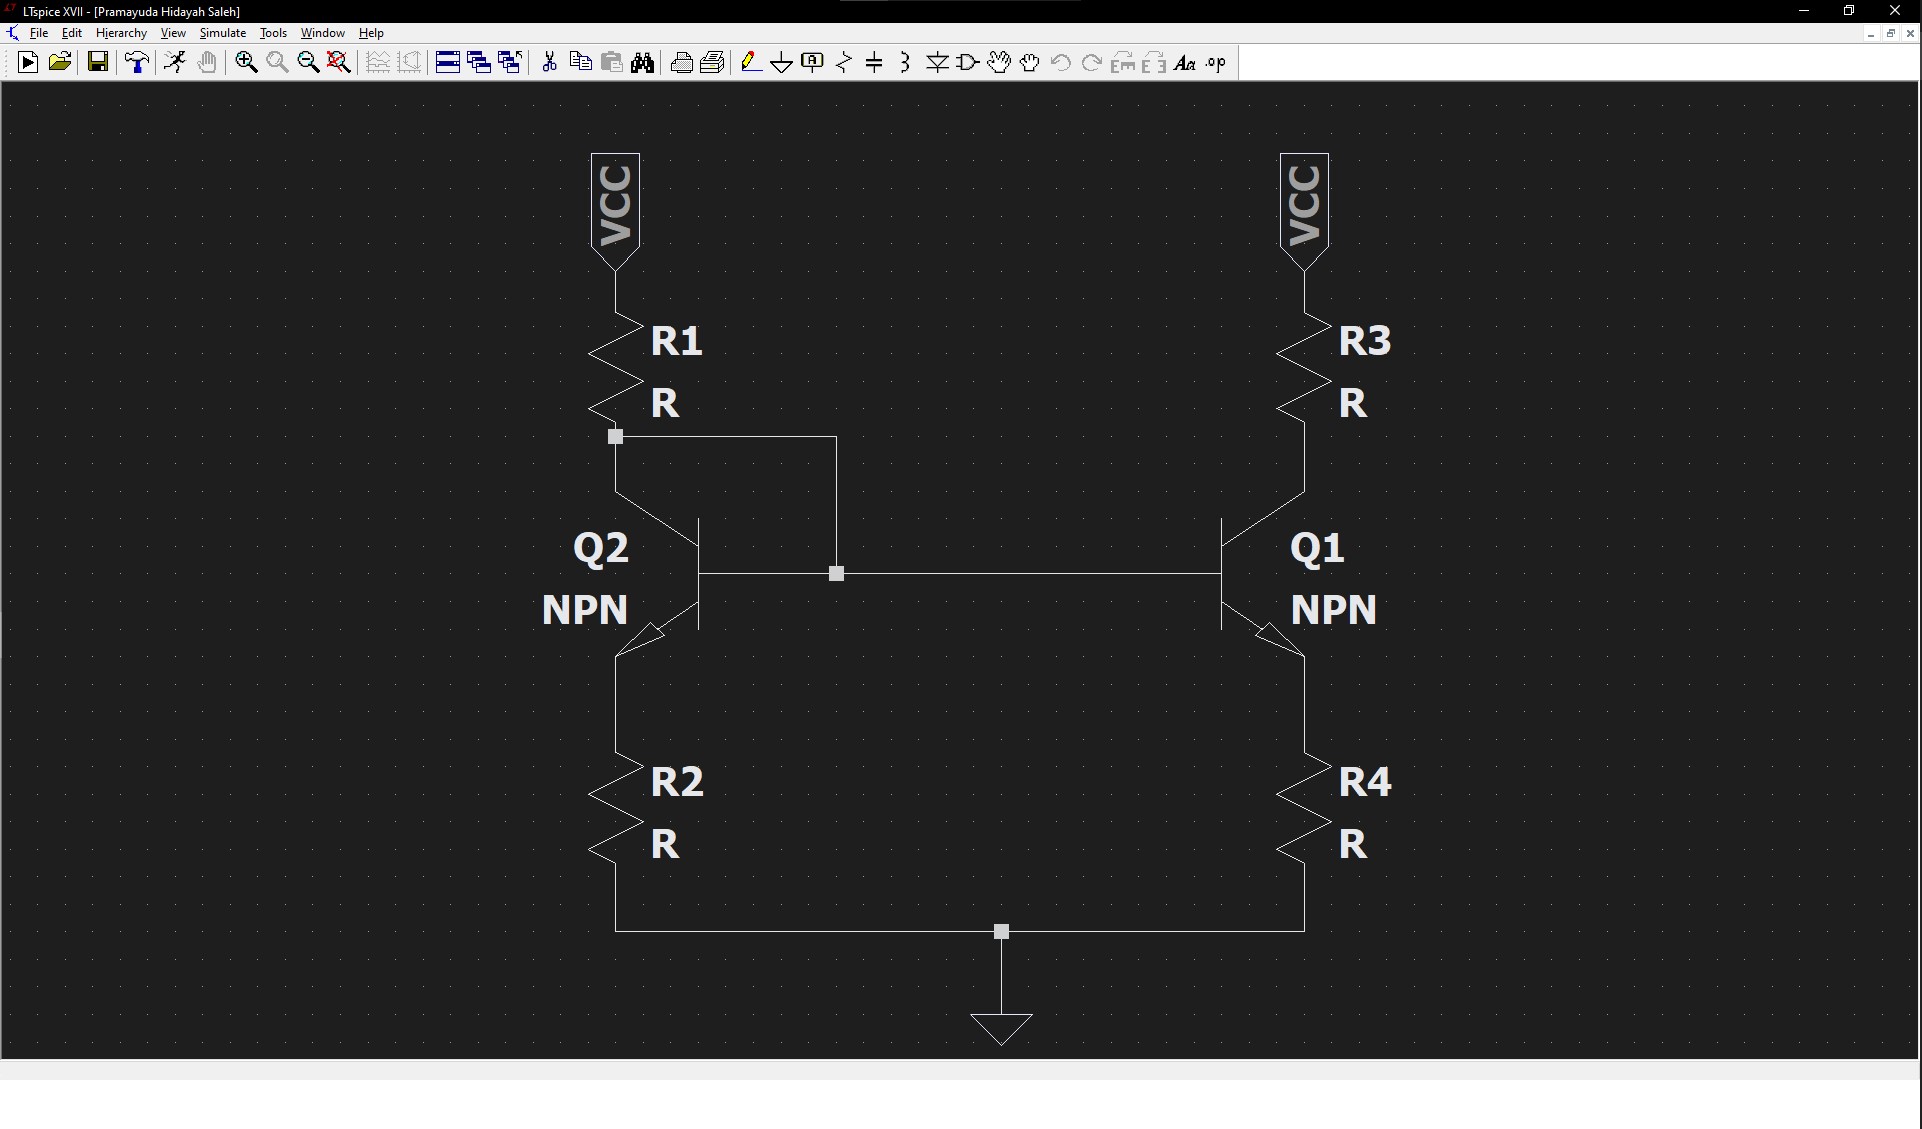 LTspice XVII - [Pramayuda Hidayah Saleh]
File Edit Hierarchy View Simulate Tools Window Help
A Aa .op
VCC VCC
R1 R3
R R
Q2 Q1
NPN NPN
R2 R4
R R